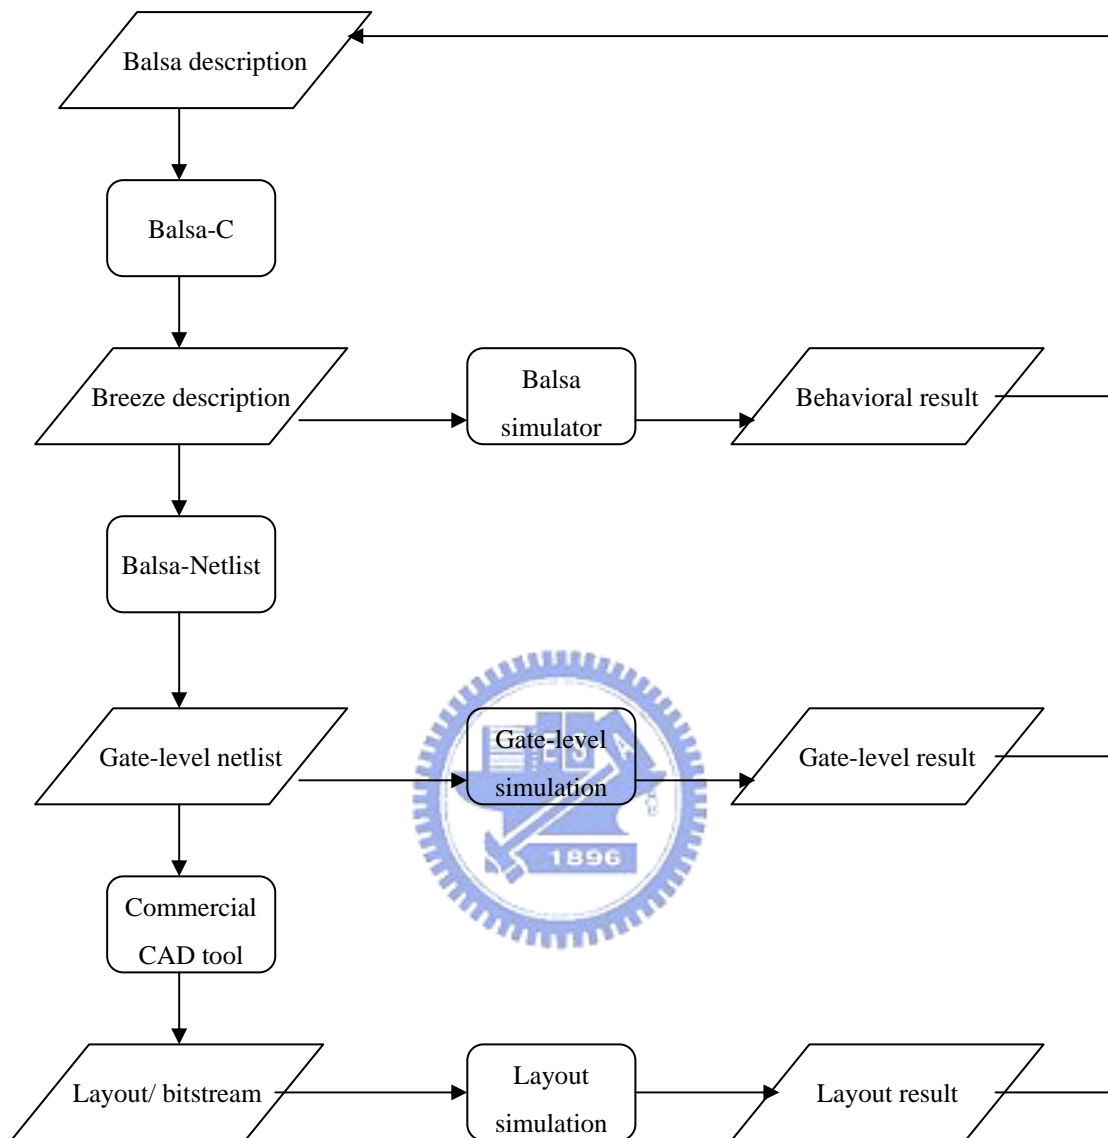 Balsa description
Balsa-C
Breeze description
Balsa
simulator
Behavioral result
Balsa-Netlist
Gate-level netlist
Gate-level
simulation
Gate-level result
E S A
1896
Commercial
CAD tool
Layout/ bitstream
Layout
simulation
Layout result